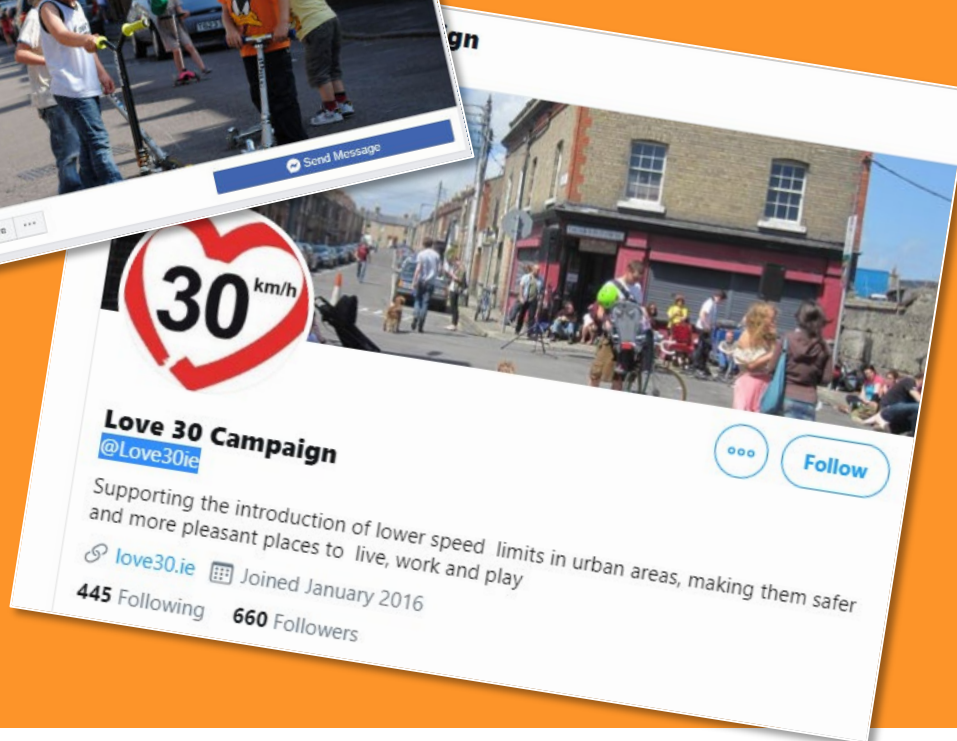 gn
Send Message
30 km/h
Love 30 Campaign
@Love30ie
Supporting the introduction of lower speed limits in urban areas, making them safer
and more pleasant places to live, work and play
love30.ie Joined January 2016
445 Following 660 Followers
Follow